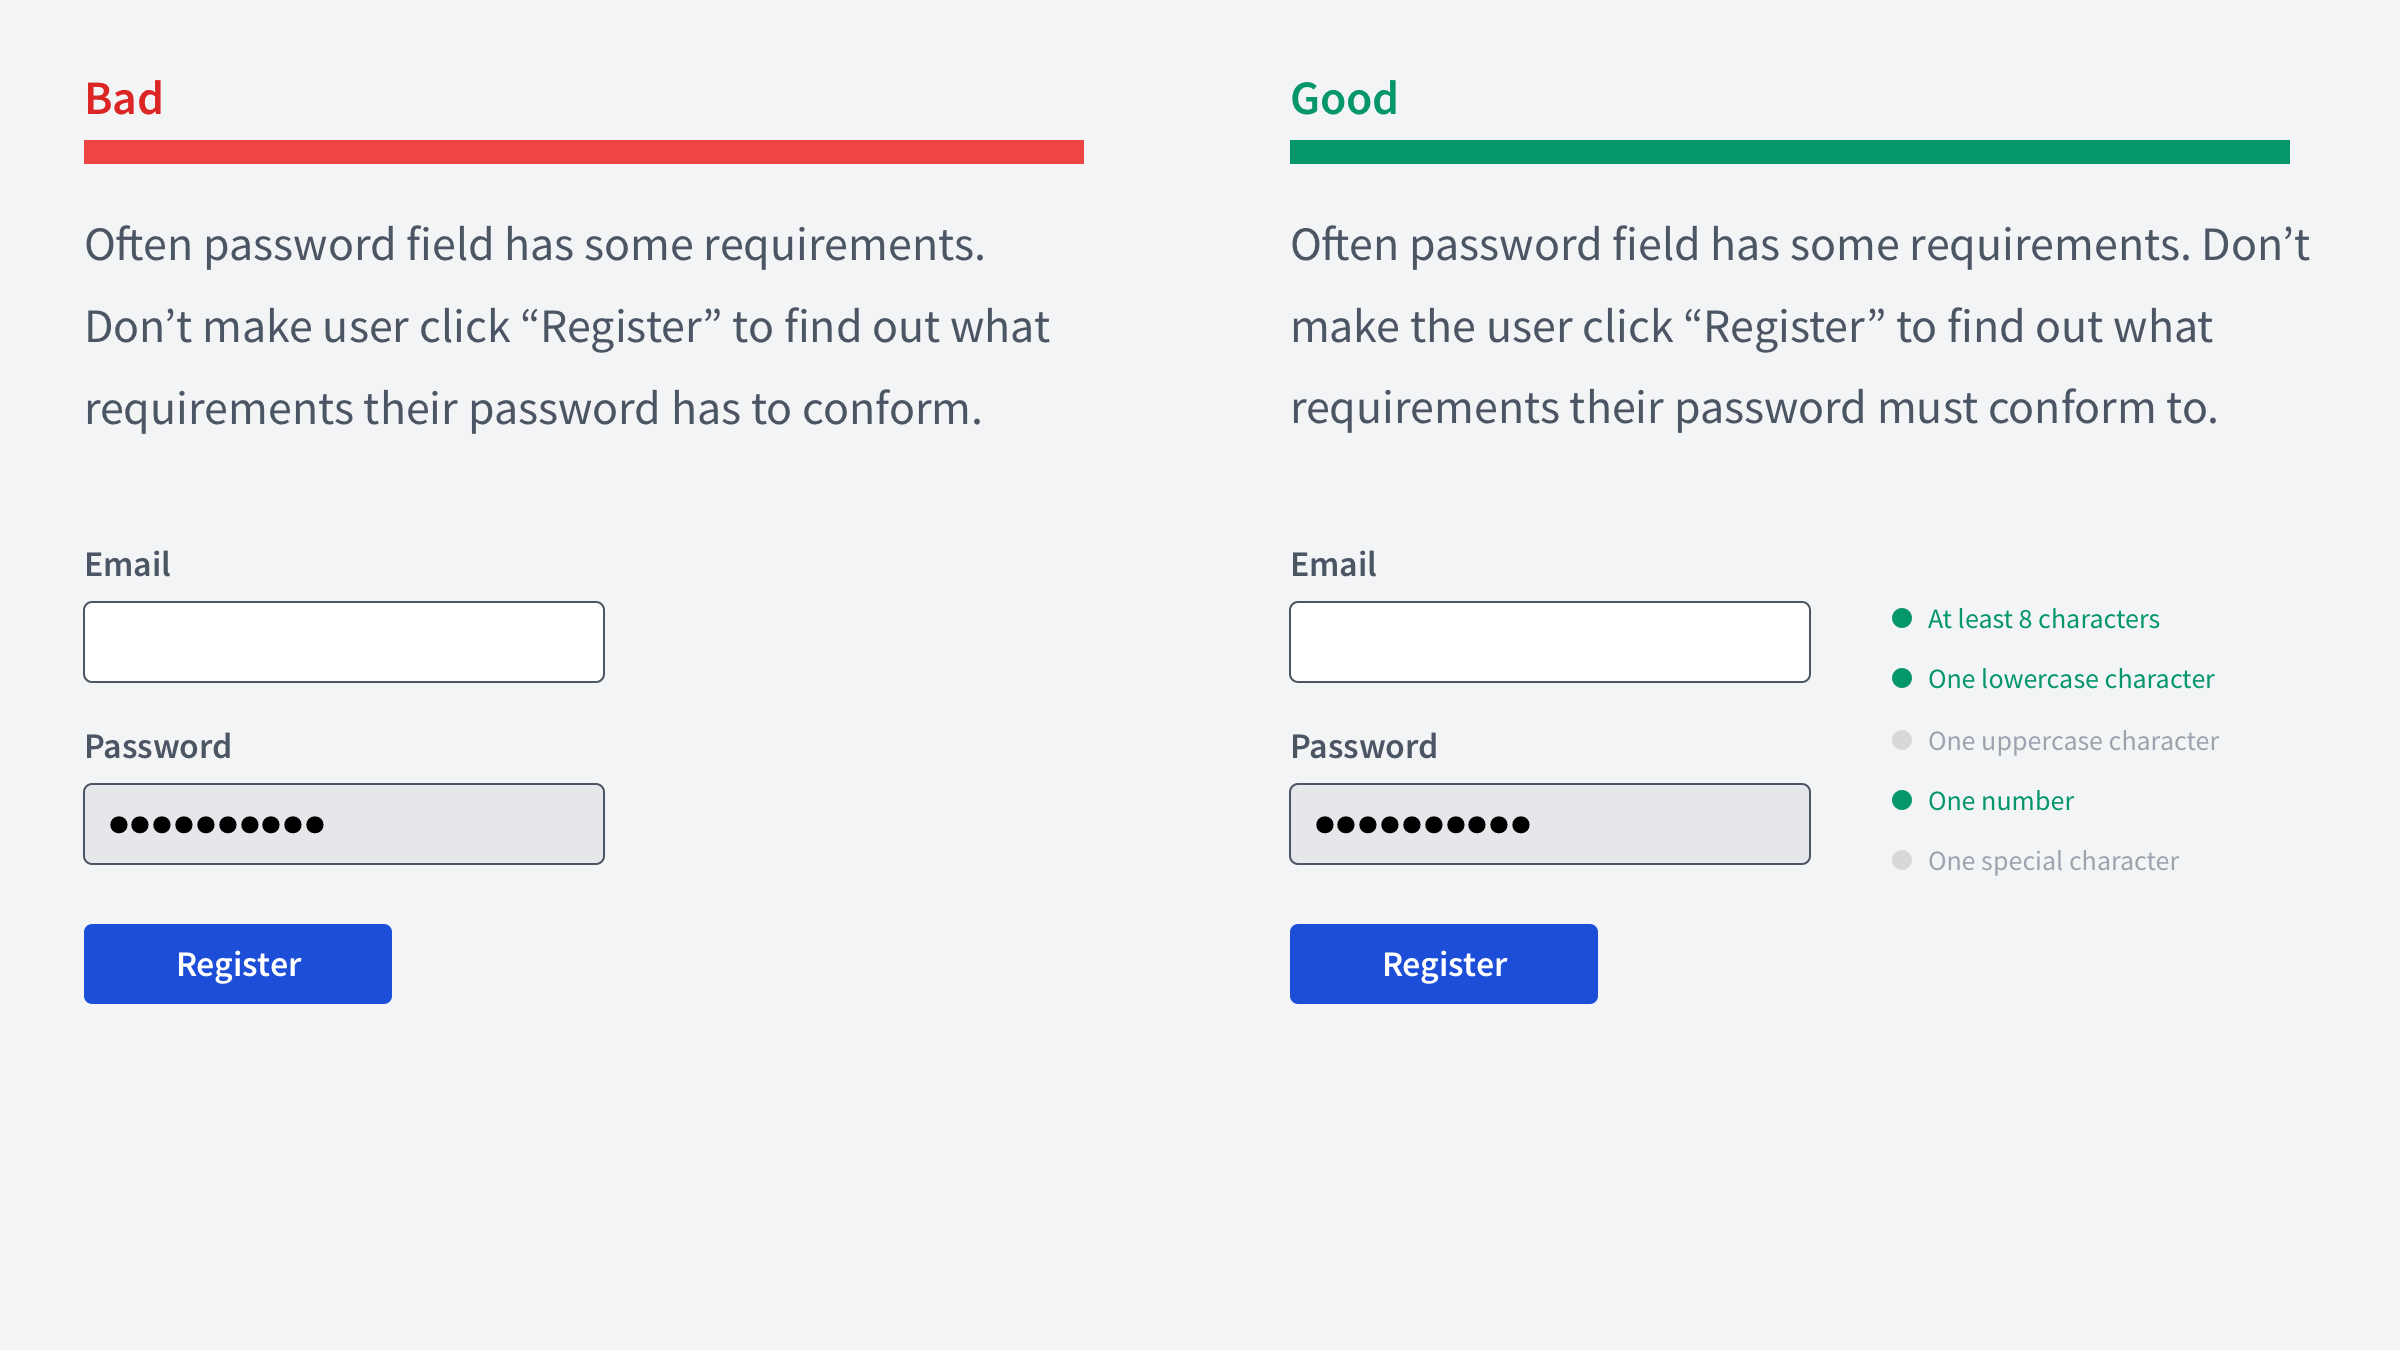 Bad
Often password field has some requirements.
Don’t make user click “Register” to find out what
requirements their password has to conform.
Email
Password
Register
Good
Often password field has some requirements. Don’t
make the user click “Register” to find out what
requirements their password must conform to.
Email
Password
Register
At least 8 characters
One lowercase character
One uppercase character
One number
One special character